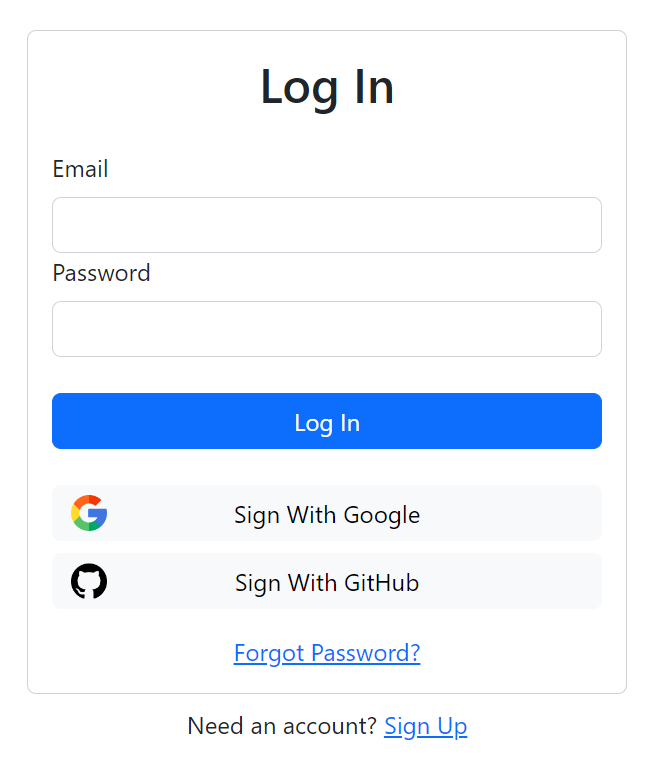 Log In
Email
Password
Log In
Sign With Google
Sign With GitHub
Forgot Password?
Need an account? Sign Up